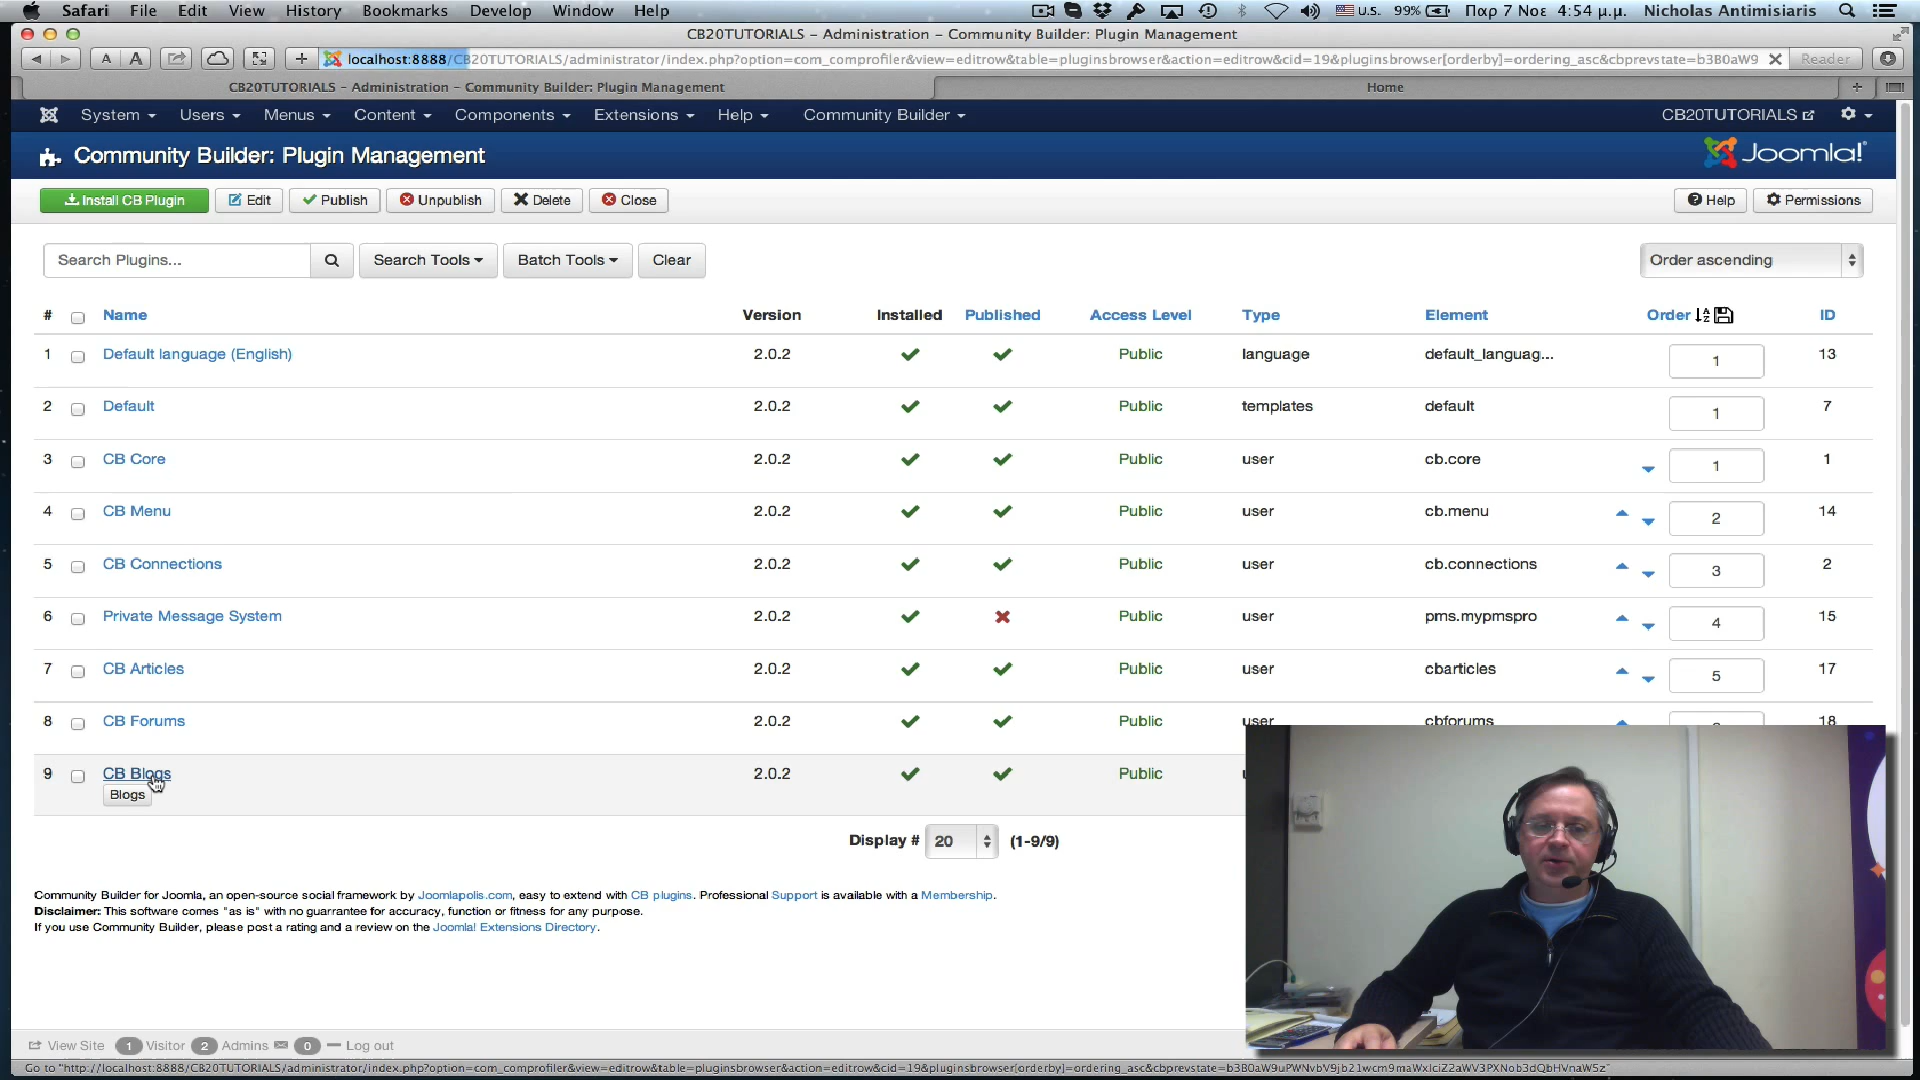 Safari File Edit View History Bookmarks Develop Window Help U.S. 99% Παρ 7 Νοε 4:54 μ.μ. Nicholas Antimisiaris
CB20TUTORIALS – Administration – Community Builder: Plugin Management
A A localhost:8888/CB20TUTORIALS/administrator/index.php?option=com_comprofiler&view=editrow&table=pluginsbrowser&action=editrow&cid=19&pluginsbrowser[orderby]=ordering_asc&cbprevstate=b3B0aW9 Reader
CB20TUTORIALS – Administration – Community Builder: Plugin Management Home
System Users Menus Content Components Extensions Help Community Builder CB20TUTORIALS
Community Builder: Plugin Management Joomla!
Install CB Plugin Edit Publish Unpublish Delete Close Help Permissions
Search Plugins... Search Tools Batch Tools Clear Order ascending
# Name Version Installed Published Access Level Type Element Order ID
1 Default language (English) 2.0.2 Public language default_languag... 1 13
2 Default 2.0.2 Public templates default 1 7
3 CB Core 2.0.2 Public user cb.core 1 1
4 CB Menu 2.0.2 Public user cb.menu 2 14
5 CB Connections 2.0.2 Public user cb.connections 3 2
6 Private Message System 2.0.2 Public user pms.mypmspro 4 15
7 CB Articles 2.0.2 Public user cbarticles 5 17
8 CB Forums 2.0.2 Public user cbforums 18
9 CB Blogs 2.0.2 Public
Blogs
Display # 20 (1-9/9)
Community Builder for Joomla, an open-source social framework by Joomlapolis.com, easy to extend with CB plugins. Professional Support is available with a Membership.
Disclaimer: This software comes "as is" with no guarrantee for accuracy, function or fitness for any purpose.
If you use Community Builder, please post a rating and a review on the Joomla! Extensions Directory.
View Site 1 Visitor 2 Admins 0 Log out